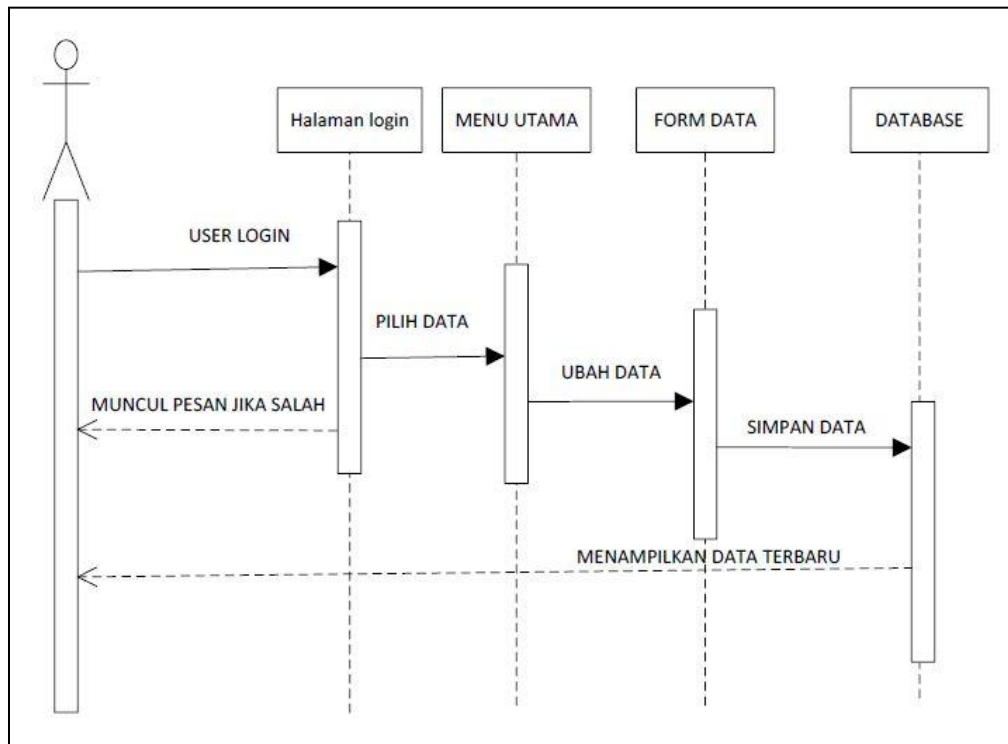 Halaman login
MENU UTAMA
FORM DATA
DATABASE
USER LOGIN
PILIH DATA
UBAH DATA
MUNCUL PESAN JIKA SALAH
SIMPAN DATA
MENAMPILKAN DATA TERBARU